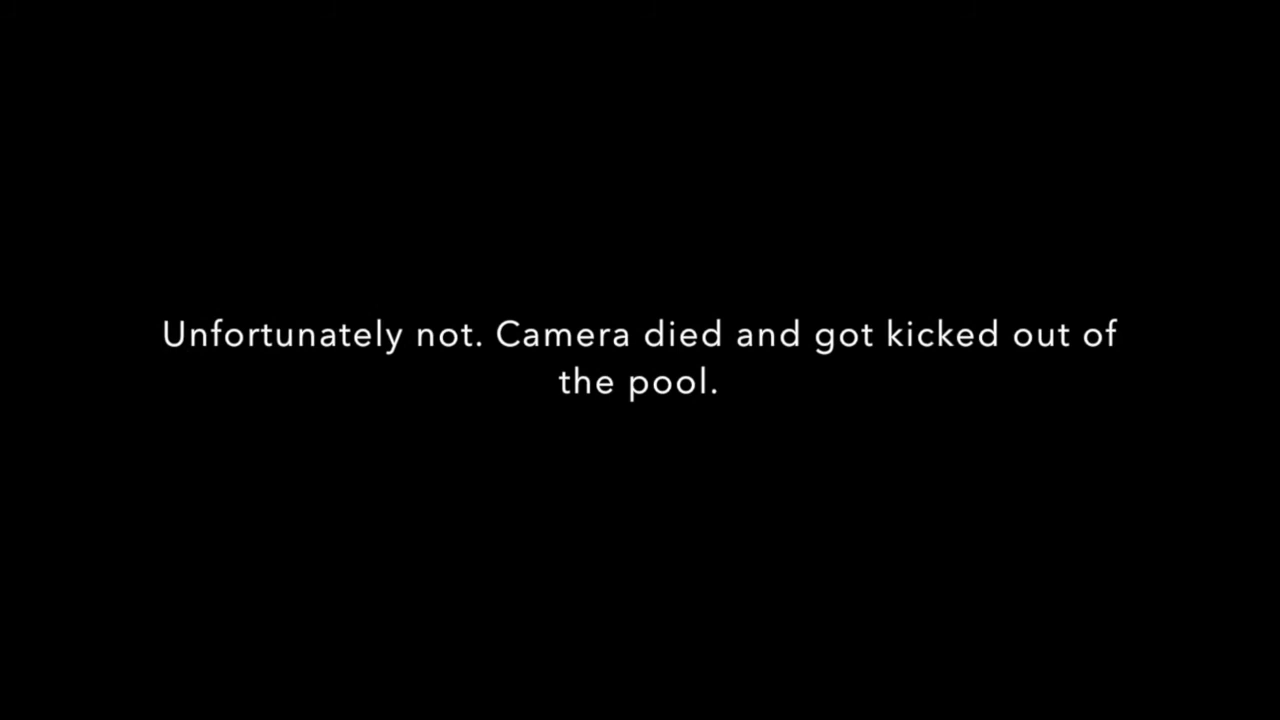 Unfortunately not. Camera died and got kicked out of
the pool.